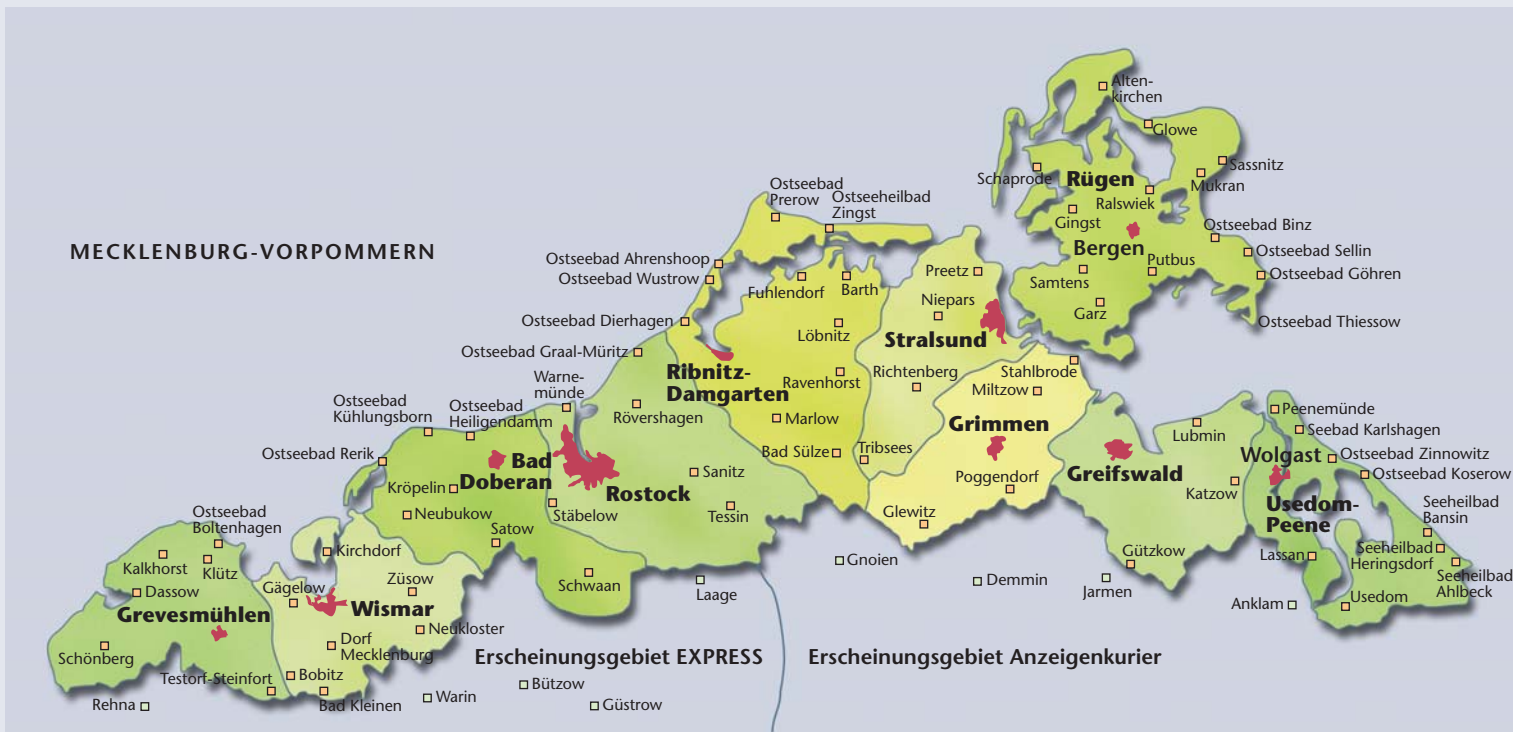 MECKLENBURG-VORPOMMERN
Alten-
kirchen
Glowe
Sassnitz
Mukran
Schaprode
Rügen
Ralswiek
Gingst
Ostseebad Binz
Bergen
Ostseebad Sellin
Putbus
Ostseebad Göhren
Samtens
Garz
Ostseebad Thiessow
Ostseebad
Prerow
Ostseeheilbad
Zingst
Ostseebad Ahrenshoop
Ostseebad Wustrow
Fuhlendorf
Barth
Preetz
Niepars
Ostseebad Dierhagen
Löbnitz
Stralsund
Ostseebad Graal-Müritz
Ribnitz-
Damgarten
Ravenhorst
Richtenberg
Stahlbrode
Miltzow
Warne-
münde
Rövershagen
Marlow
Grimmen
Bad Sülze
Tribsees
Poggendorf
Glewitz
Ostseebad
Kühlungsborn
Ostseebad
Heiligendamm
Ostseebad Rerik
Bad
Doberan
Rostock
Sanitz
Kröpelin
Neubukow
Stäbelow
Tessin
Satow
Schwaan
Greifswald
Lubmin
Katzow
Gützkow
Peenemünde
Seebad Karlshagen
Wolgast
Ostseebad Zinnowitz
Ostseebad Koserow
Usedom-
Peene
Seeheilbad
Bansin
Lassan
Seeheilbad
Heringsdorf
Seeheilbad
Ahlbeck
Usedom
Anklam
Jarmen
Demmin
Gnoien
Laage
Ostseebad
Boltenhagen
Kalkhorst
Klütz
Dassow
Grevesmühlen
Schönberg
Testorf-Steinfort
Rehna
Kirchdorf
Züsow
Gägelow
Wismar
Neukloster
Dorf
Mecklenburg
Bobitz
Bad Kleinen
Warin
Bützow
Güstrow
Erscheinungsgebiet EXPRESS
Erscheinungsgebiet Anzeigenkurier